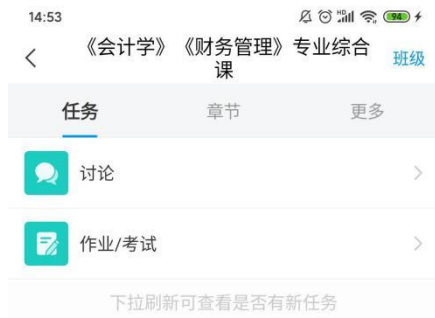 14:53
HD 94
《会计学》《财务管理》专业综合
课
班级
任务 章节 更多
讨论
作业/考试
下拉刷新可查看是否有新任务